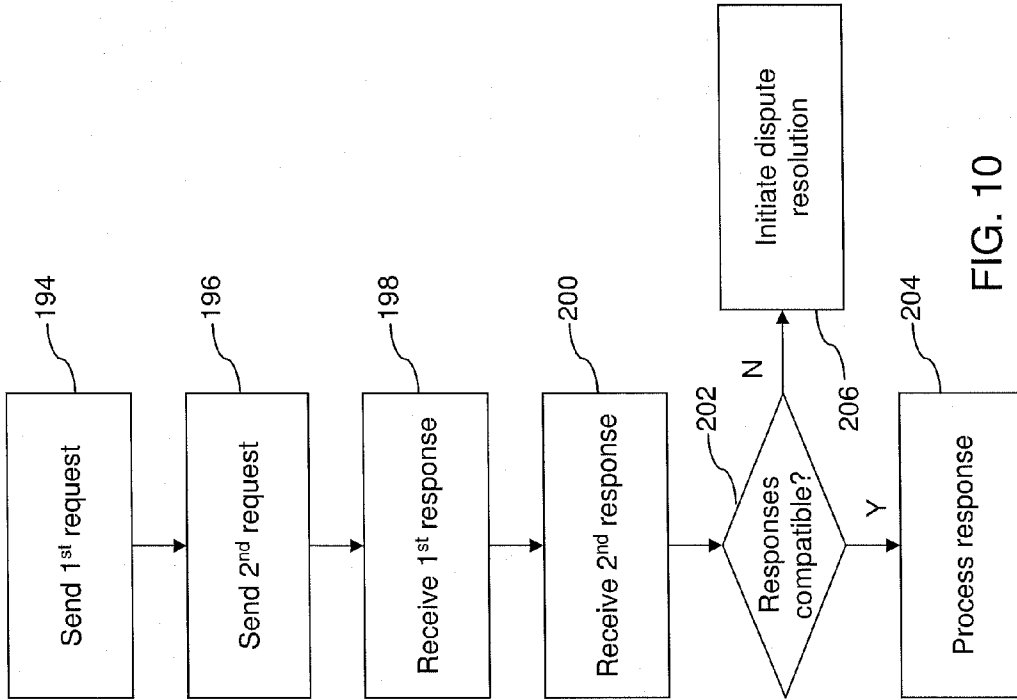 Send 1st request
194
Send 2nd request
196
Receive 1st response
198
Receive 2nd response
200
Responses
compatible?
202
N
Initiate dispute
resolution
206
Y
Process response
204
FIG. 10